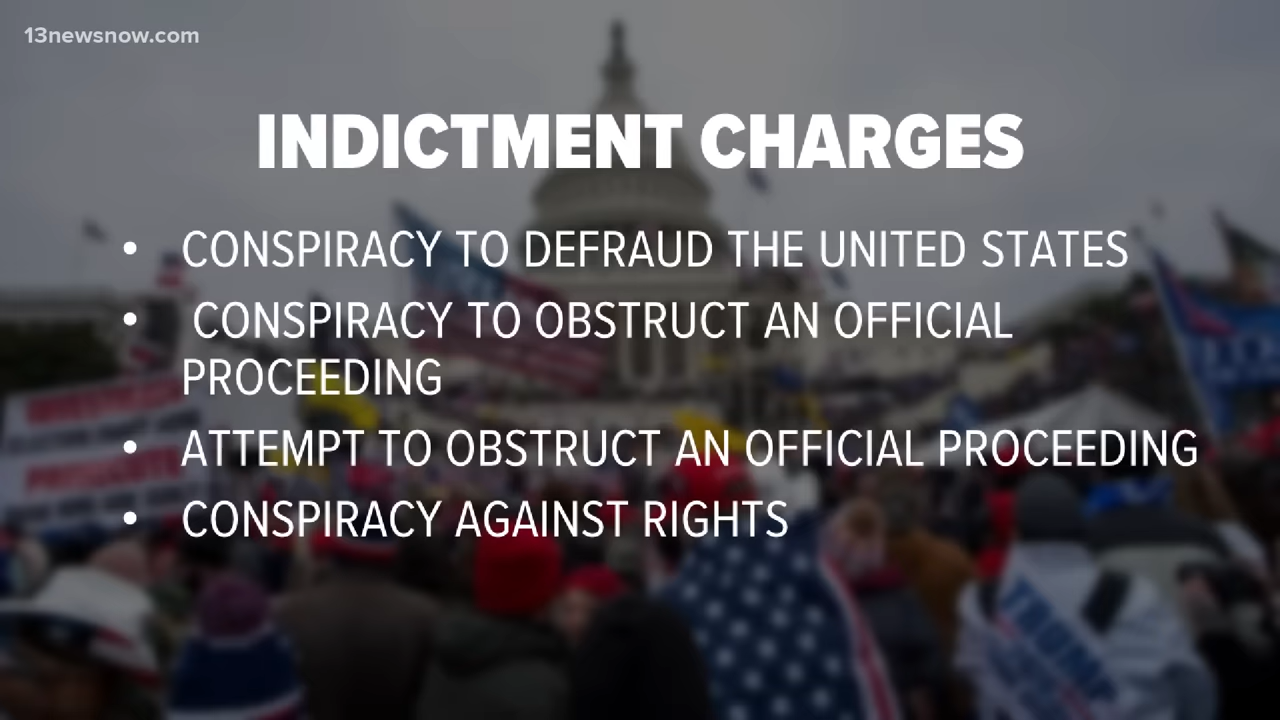 13newsnow.com
INDICTMENT CHARGES
• CONSPIRACY TO DEFRAUD THE UNITED STATES
• CONSPIRACY TO OBSTRUCT AN OFFICIAL
PROCEEDING
• ATTEMPT TO OBSTRUCT AN OFFICIAL PROCEEDING
• CONSPIRACY AGAINST RIGHTS
TRUMP